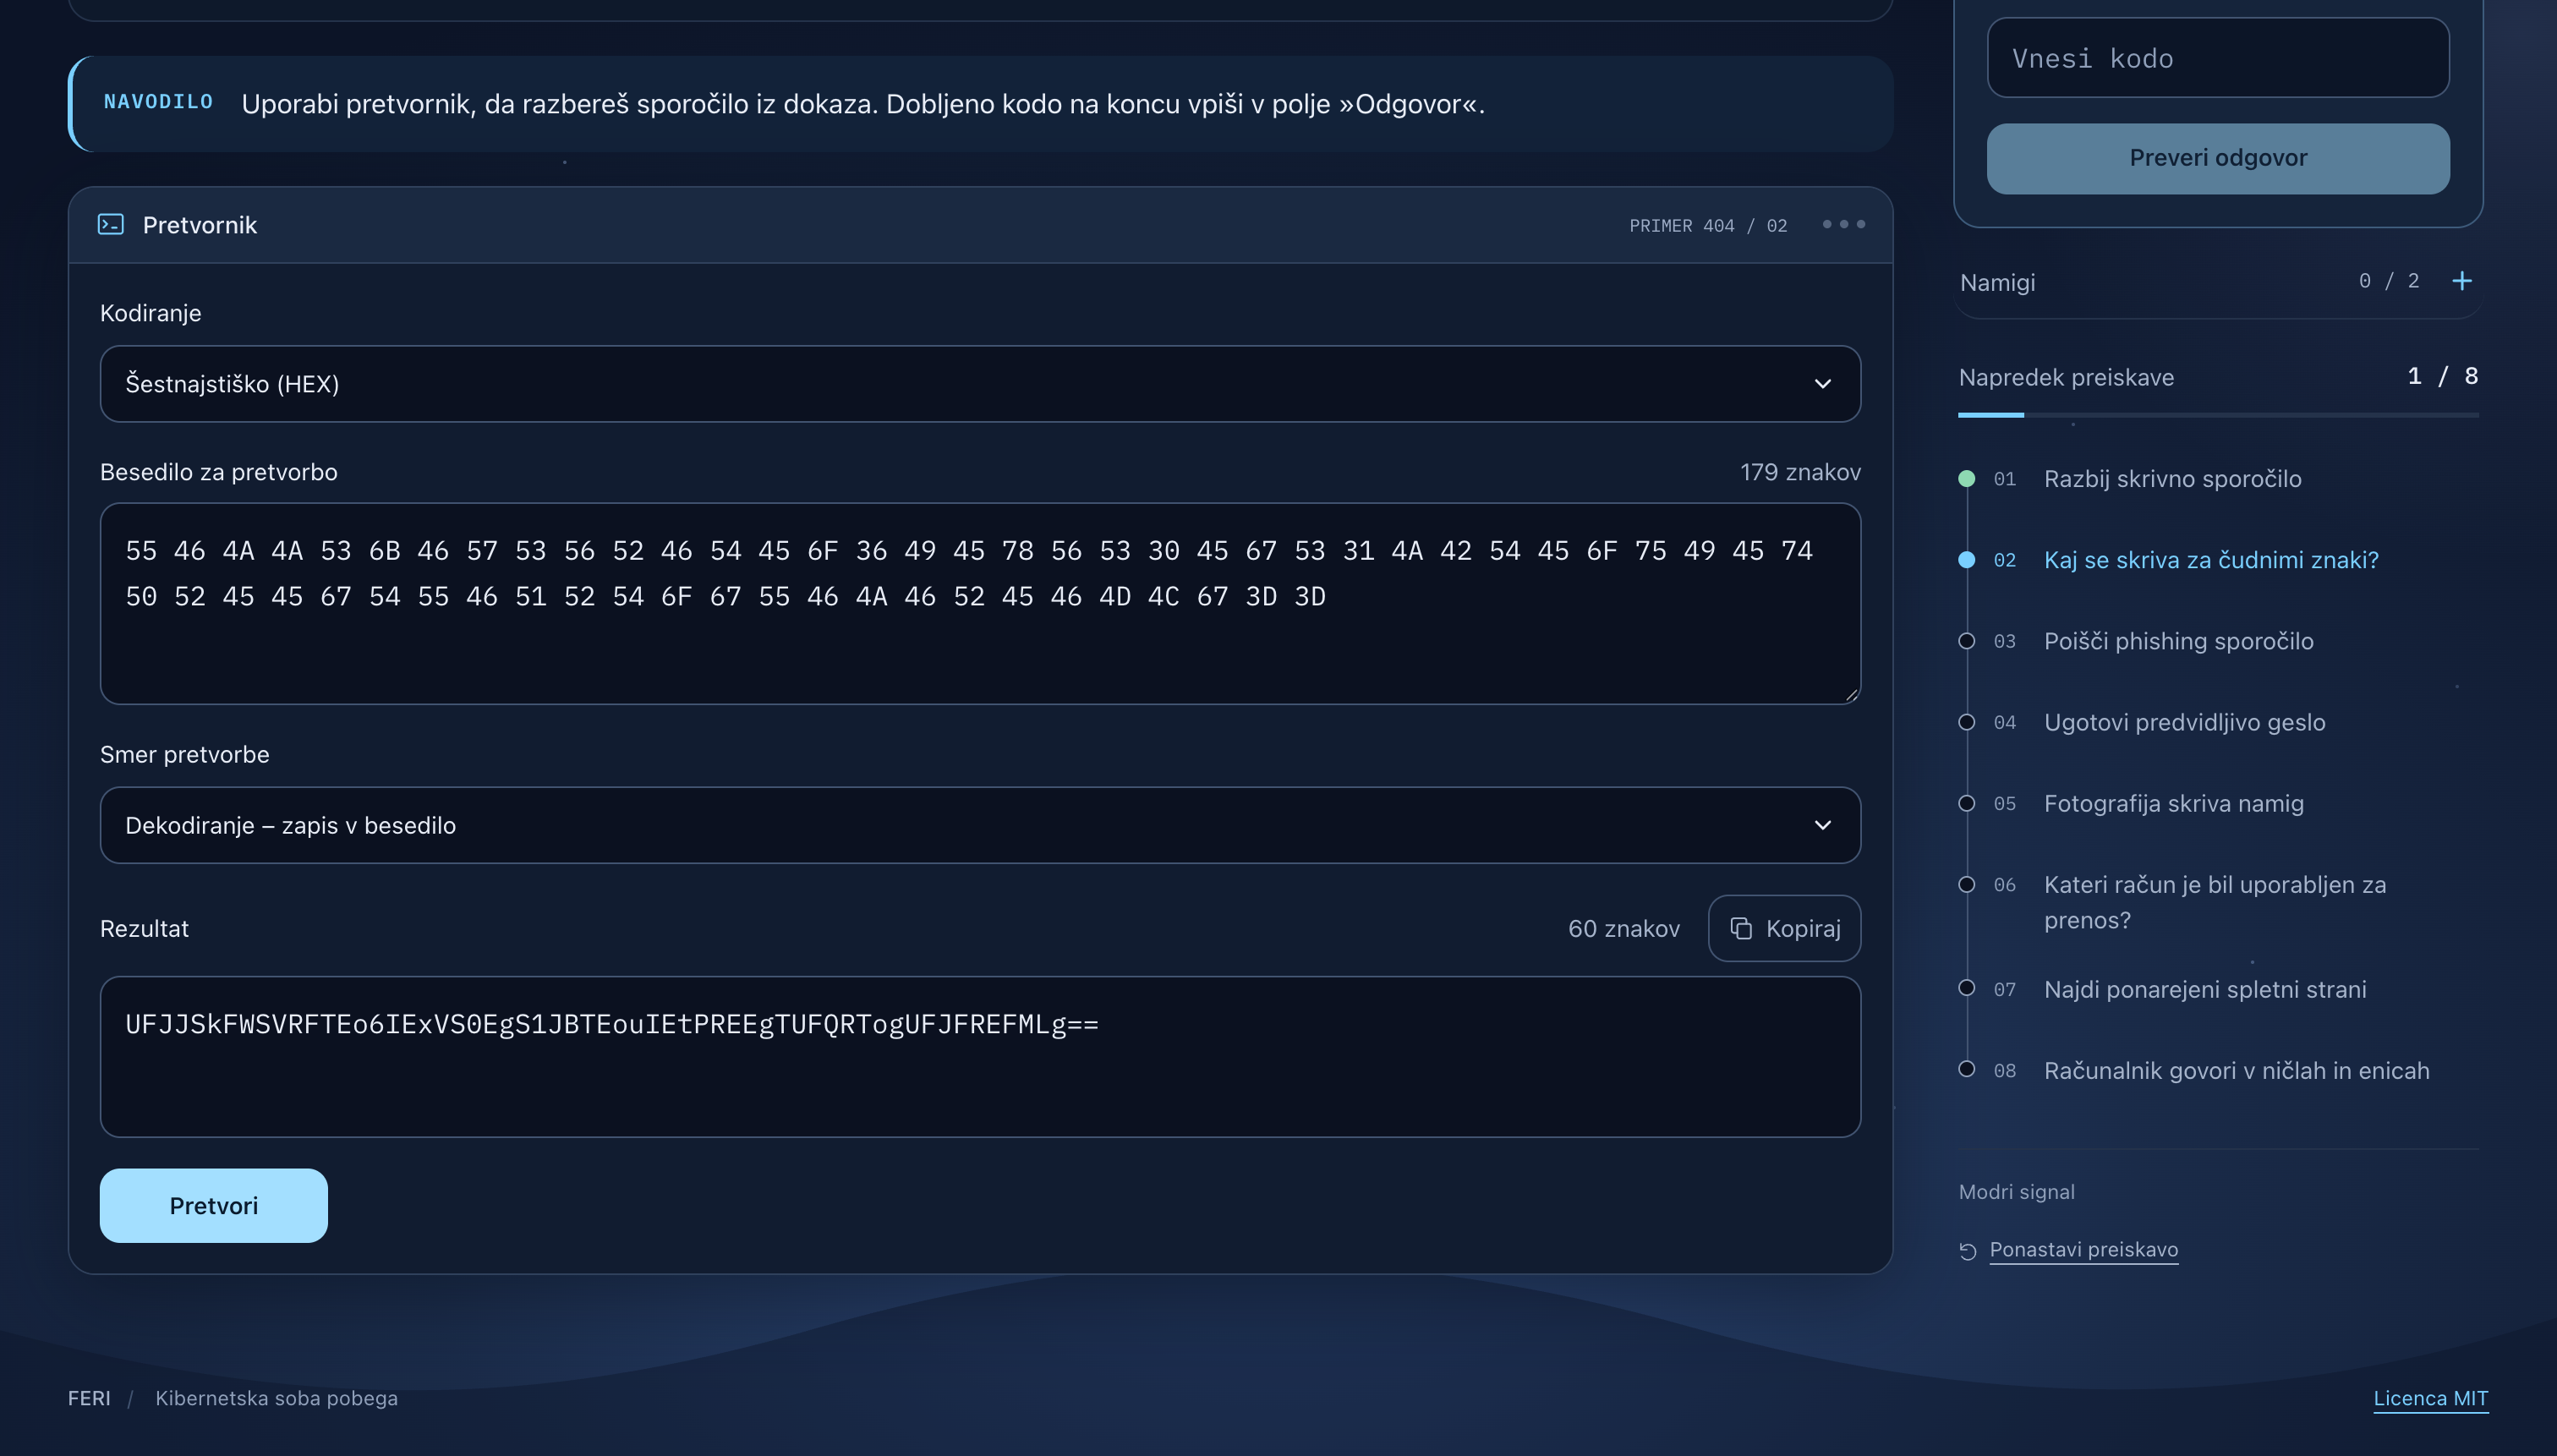 NAVODILO Uporabi pretvornik, da razbereš sporočilo iz dokaza. Dobljeno kodo na koncu vpiši v polje »Odgovor«.
Pretvornik
PRIMER 404 / 02
Kodiranje
Šestnajstiško (HEX)
Besedilo za pretvorbo
179 znakov
55 46 4A 4A 53 6B 46 57 53 56 52 46 54 45 6F 36 49 45 78 56 53 30 45 67 53 31 4A 42 54 45 6F 75 49 45 74
50 52 45 45 67 54 55 46 51 52 54 6F 67 55 46 4A 46 52 45 46 4D 4C 67 3D 3D
Smer pretvorbe
Dekodiranje – zapis v besedilo
Rezultat
60 znakov
Kopiraj
UFJJSkFWSVRFTEo6IExVS0EgS1JBTEouIEtPREEgTUFQRTogUFJFREFMLg==
Pretvori
Vnesi kodo
Preveri odgovor
Namigi
0 / 2
Napredek preiskave
1 / 8
01 Razbij skrivno sporočilo
02 Kaj se skriva za čudnimi znaki?
03 Poišči phishing sporočilo
04 Ugotovi predvidljivo geslo
05 Fotografija skriva namig
06 Kateri račun je bil uporabljen za
prenos?
07 Najdi ponarejeni spletni strani
08 Računalnik govori v ničlah in enicah
Modri signal
Ponastavi preiskavo
FERI / Kibernetska soba pobega
Licenca MIT